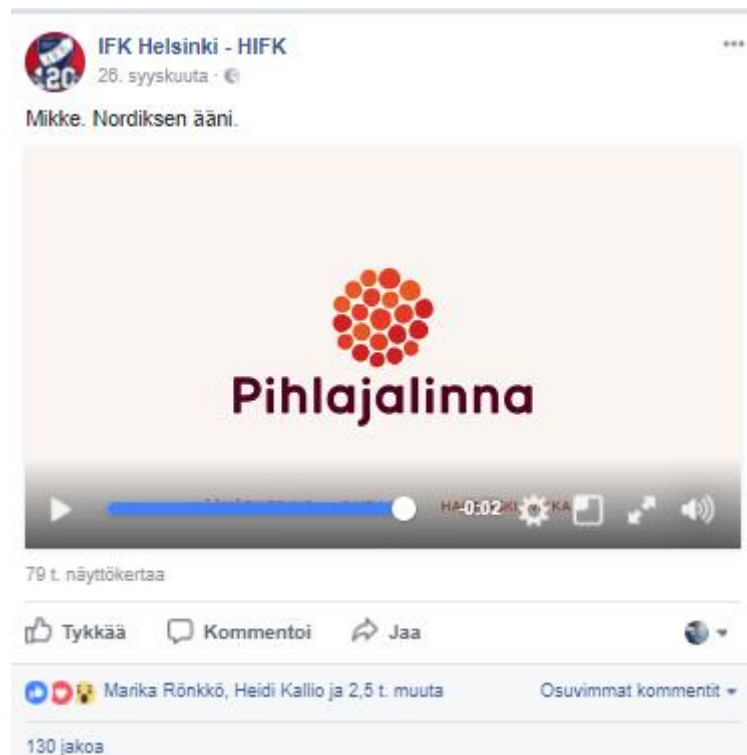 IFK Helsinki - HIFK
26. syyskuuta
Mikke. Nordiksen ääni.
Pihlajalinna
-0:02
79 t. näyttökertaa
Tykkää Kommentoi Jaa
Marika Rönkkö, Heidi Kallio ja 2,5 t. muuta Osuvimmat kommentit
130 jakoa